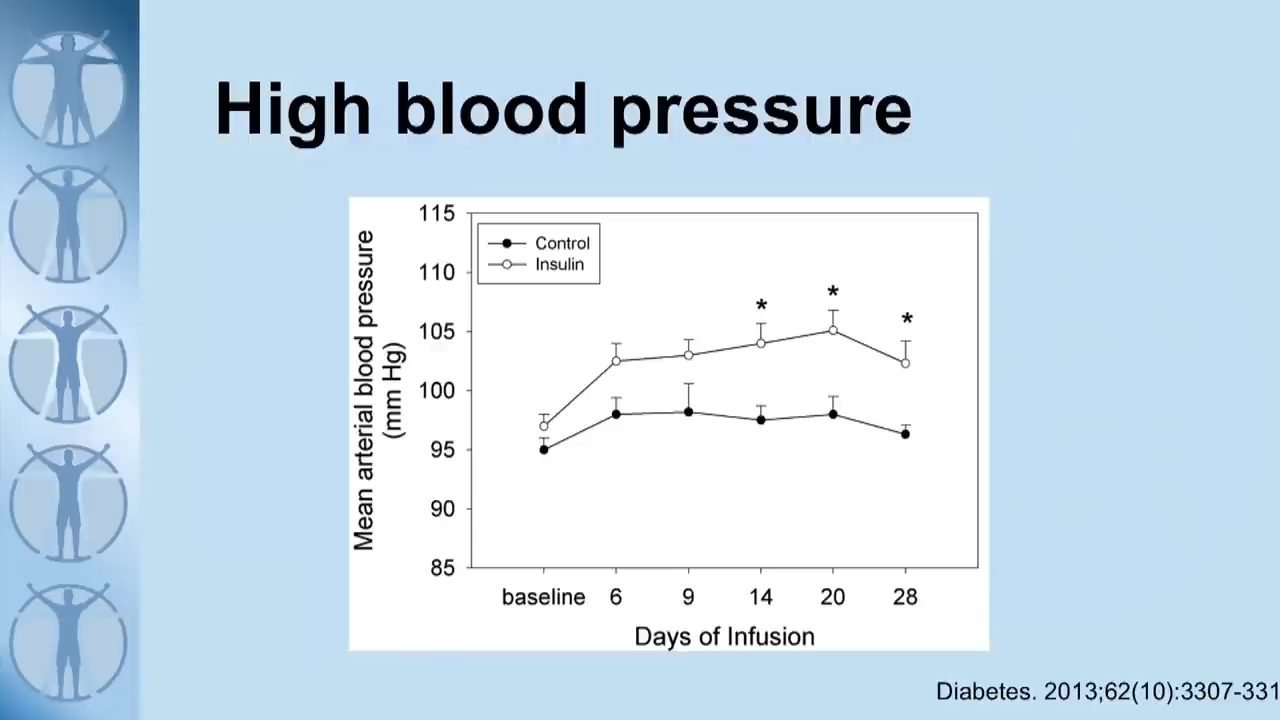 High blood pressure
115
110
105
100
95
90
85
Mean arterial blood pressure
(mm Hg)
Control
Insulin
*
*
*
baseline 6 9 14 20 28
Days of Infusion
Diabetes. 2013;62(10):3307-331